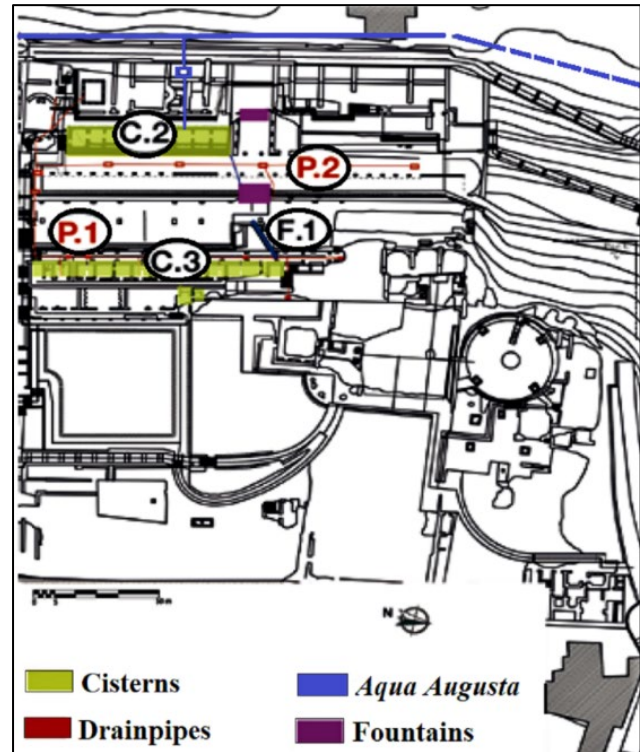 C.2
P.2
P.1
F.1
C.3
N
Cisterns
Aqua Augusta
Drainpipes
Fountains